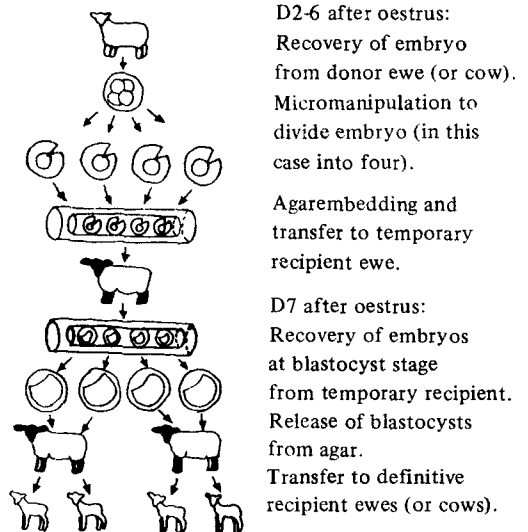 D2-6 after oestrus:
Recovery of embryo
from donor ewe (or cow).
Micromanipulation to
divide embryo (in this
case into four).
Agarembedding and
transfer to temporary
recipient ewe.
D7 after oestrus:
Recovery of embryos
at blastocyst stage
from temporary recipient.
Release of blastocysts
from agar.
Transfer to definitive
recipient ewes (or cows).